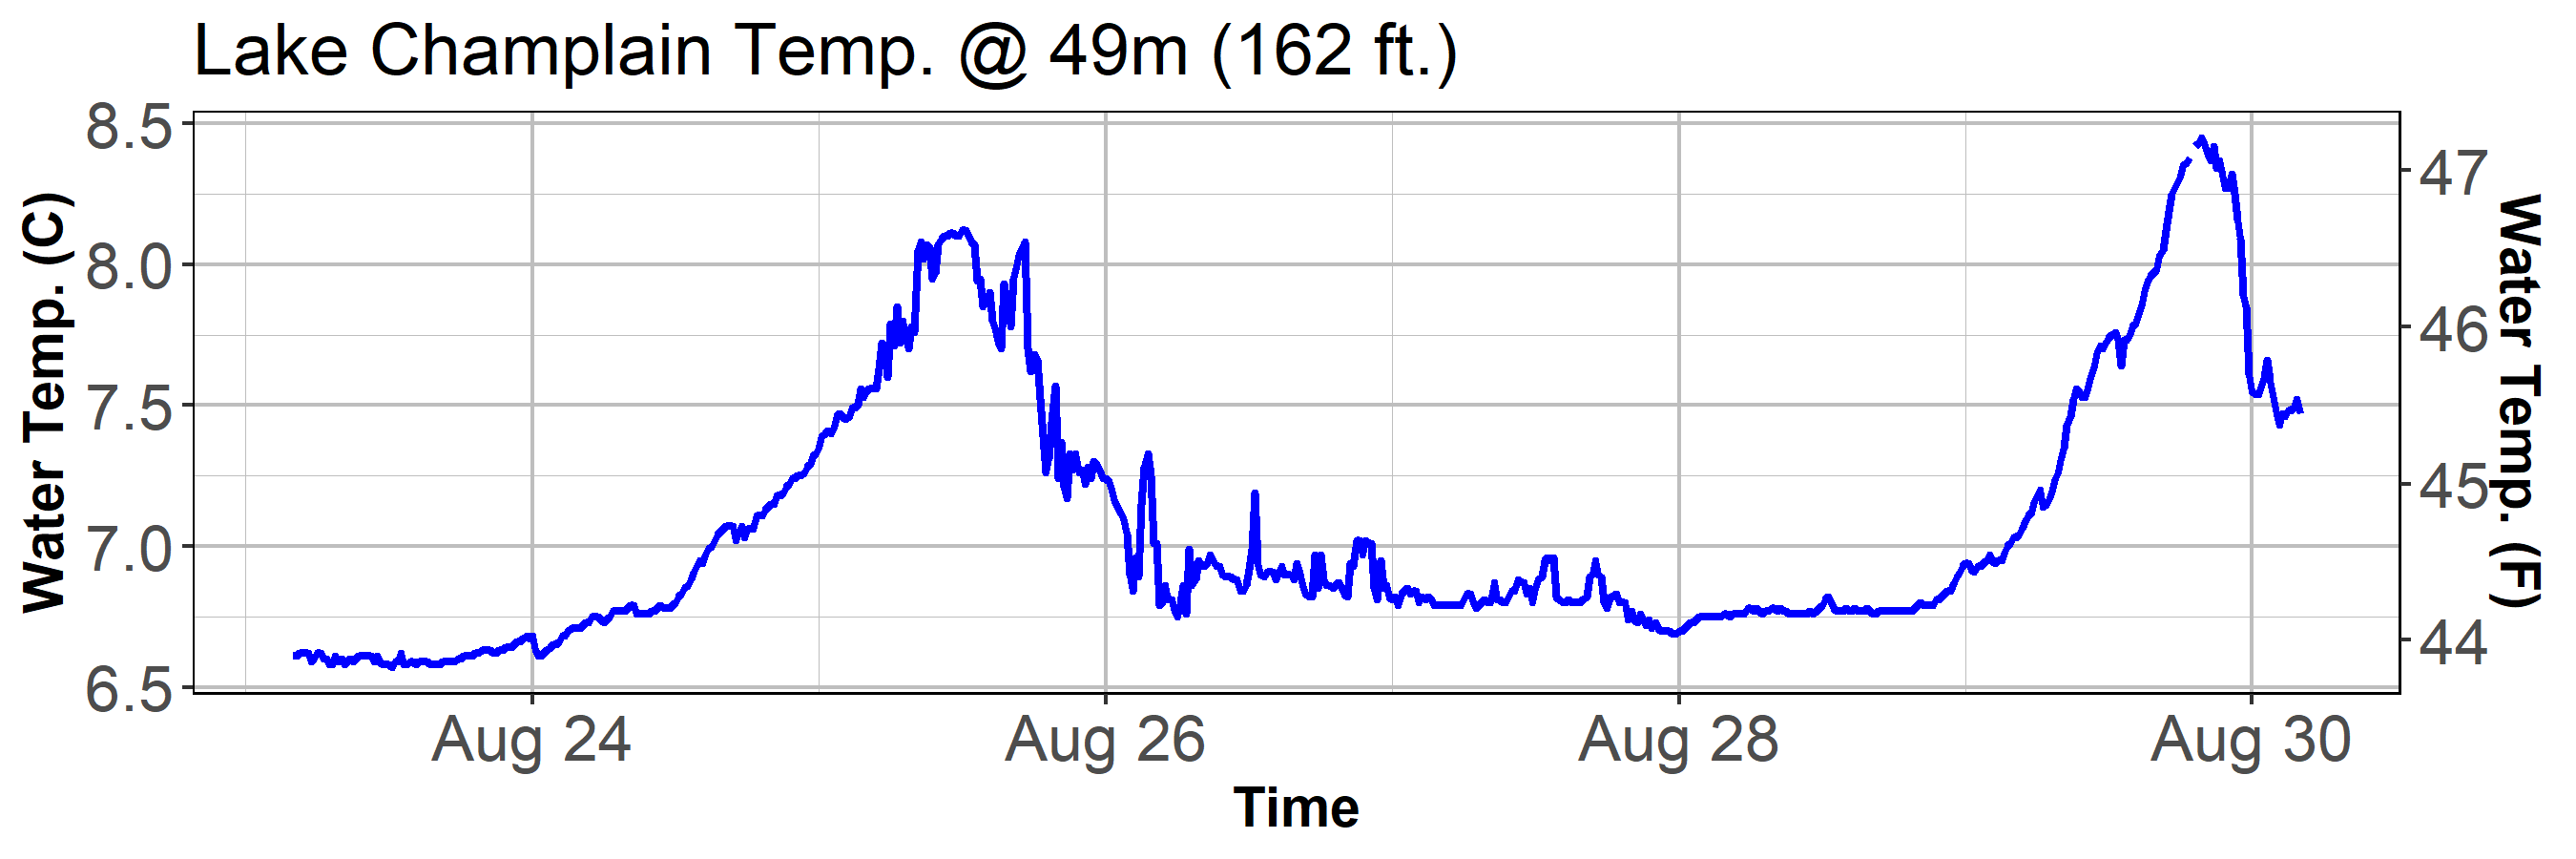 Lake Champlain Temp. @ 49m (162 ft.)
Water Temp. (C)
8.5
8.0
7.5
7.0
6.5
47
46
45
44
Water Temp. (F)
Aug 24 Aug 26 Aug 28 Aug 30
Time